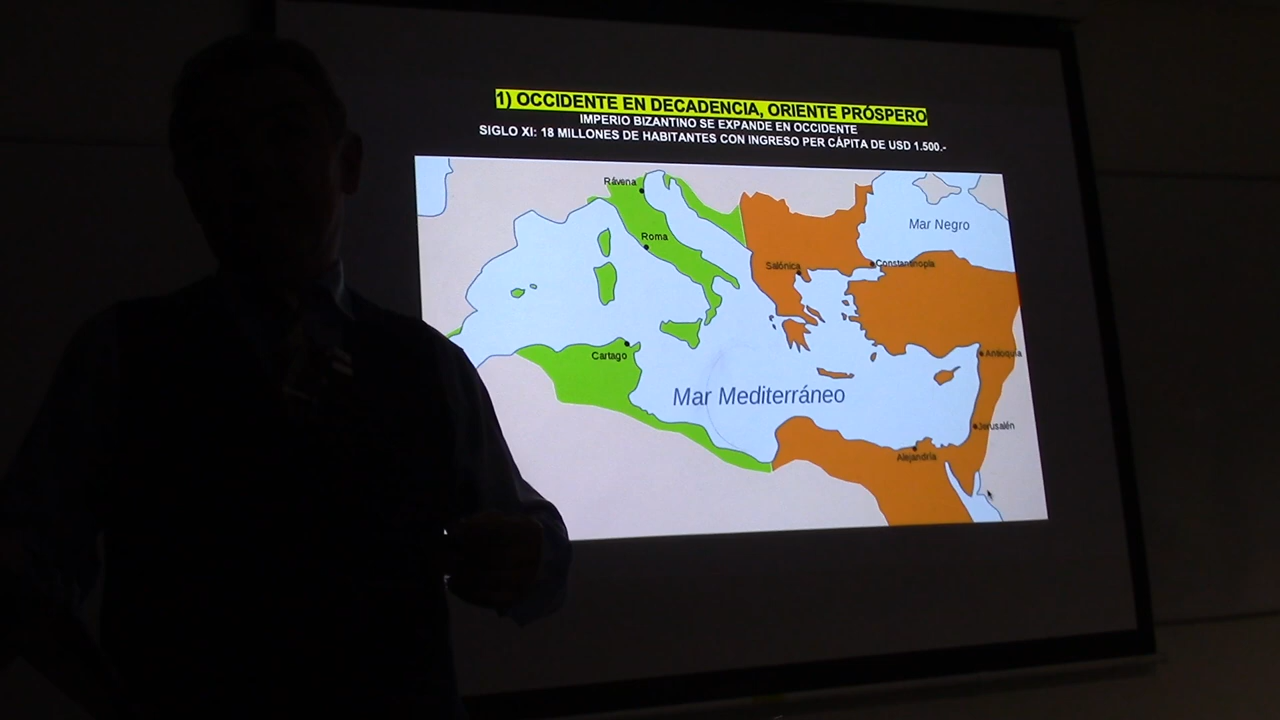 1) OCCIDENTE EN DECADENCIA, ORIENTE PRÓSPERO
IMPERIO BIZANTINO SE EXPANDE EN OCCIDENTE
SIGLO XI: 18 MILLONES DE HABITANTES CON INGRESO PER CÁPITA DE USD 1.500.-
Rávena
Mar Negro
Roma
Salónica
Constantinopla
Cartago
Antioquía
Mar Mediterráneo
Jerusalén
Alejandría